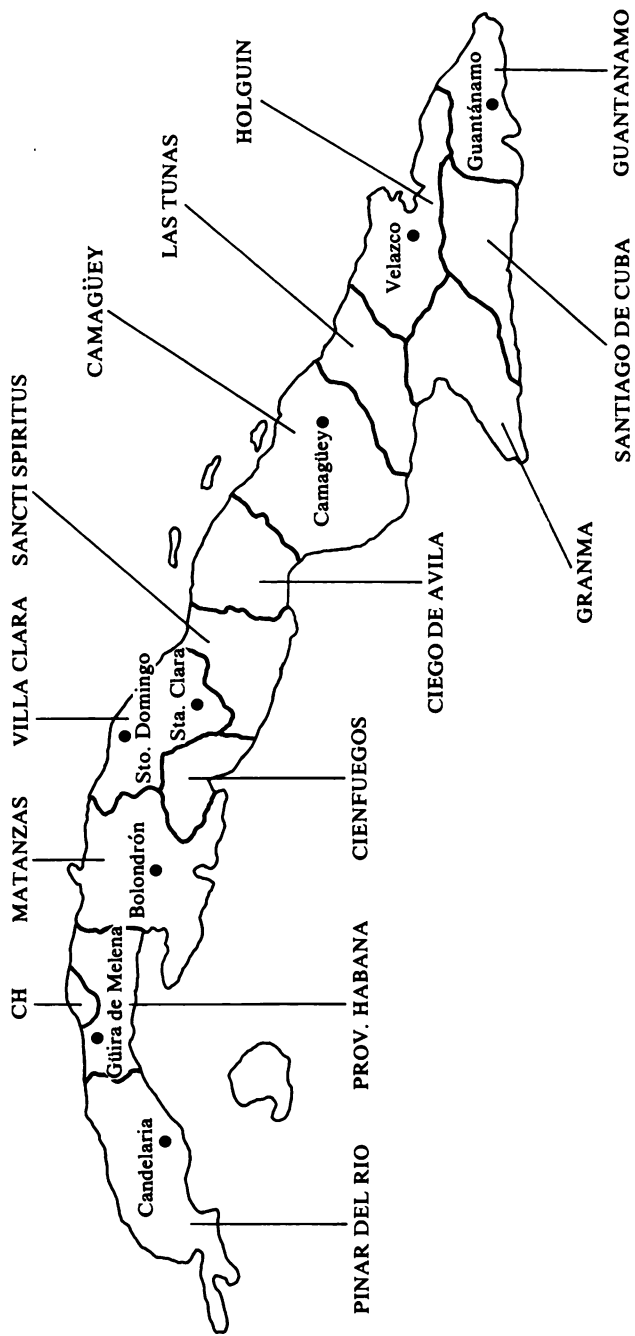 CH
MATANZAS
VILLA CLARA
SANCTI SPIRITUS
CAMAGÜEY
LAS TUNAS
HOLGUIN
Candelaria
Güira de Melena
Bolondrón
Sto. Domingo
Sta. Clara
Camagüey
Velazco
Guantánamo
PINAR DEL RIO
PROV. HABANA
CIENFUEGOS
CIEGO DE AVILA
GRANMA
SANTIAGO DE CUBA
GUANTANAMO